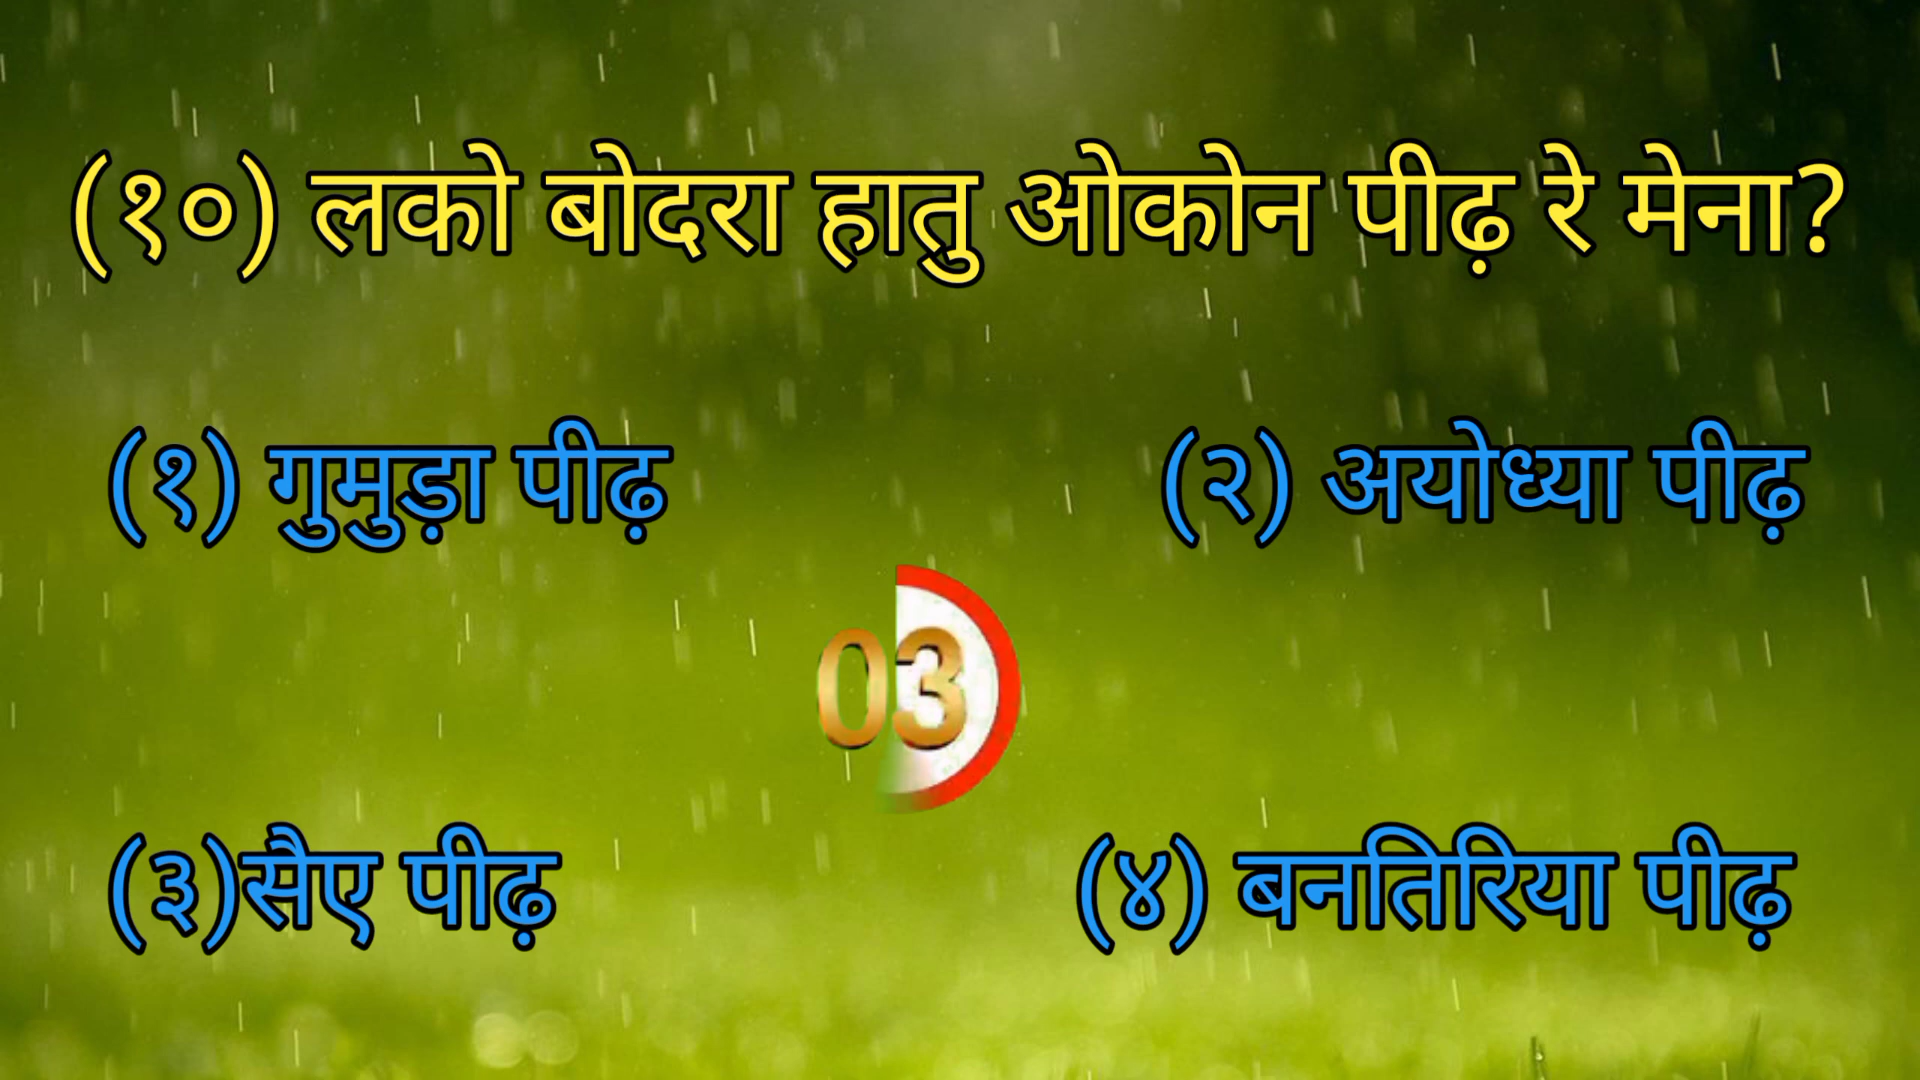 (१०) लको बोदरा हातु ओकोन पीढ़ रे मेना?
(१) गुमुड़ा पीढ़
(२) अयोध्या पीढ़
03
(३)सैए पीढ़
(४) बनतिरिया पीढ़